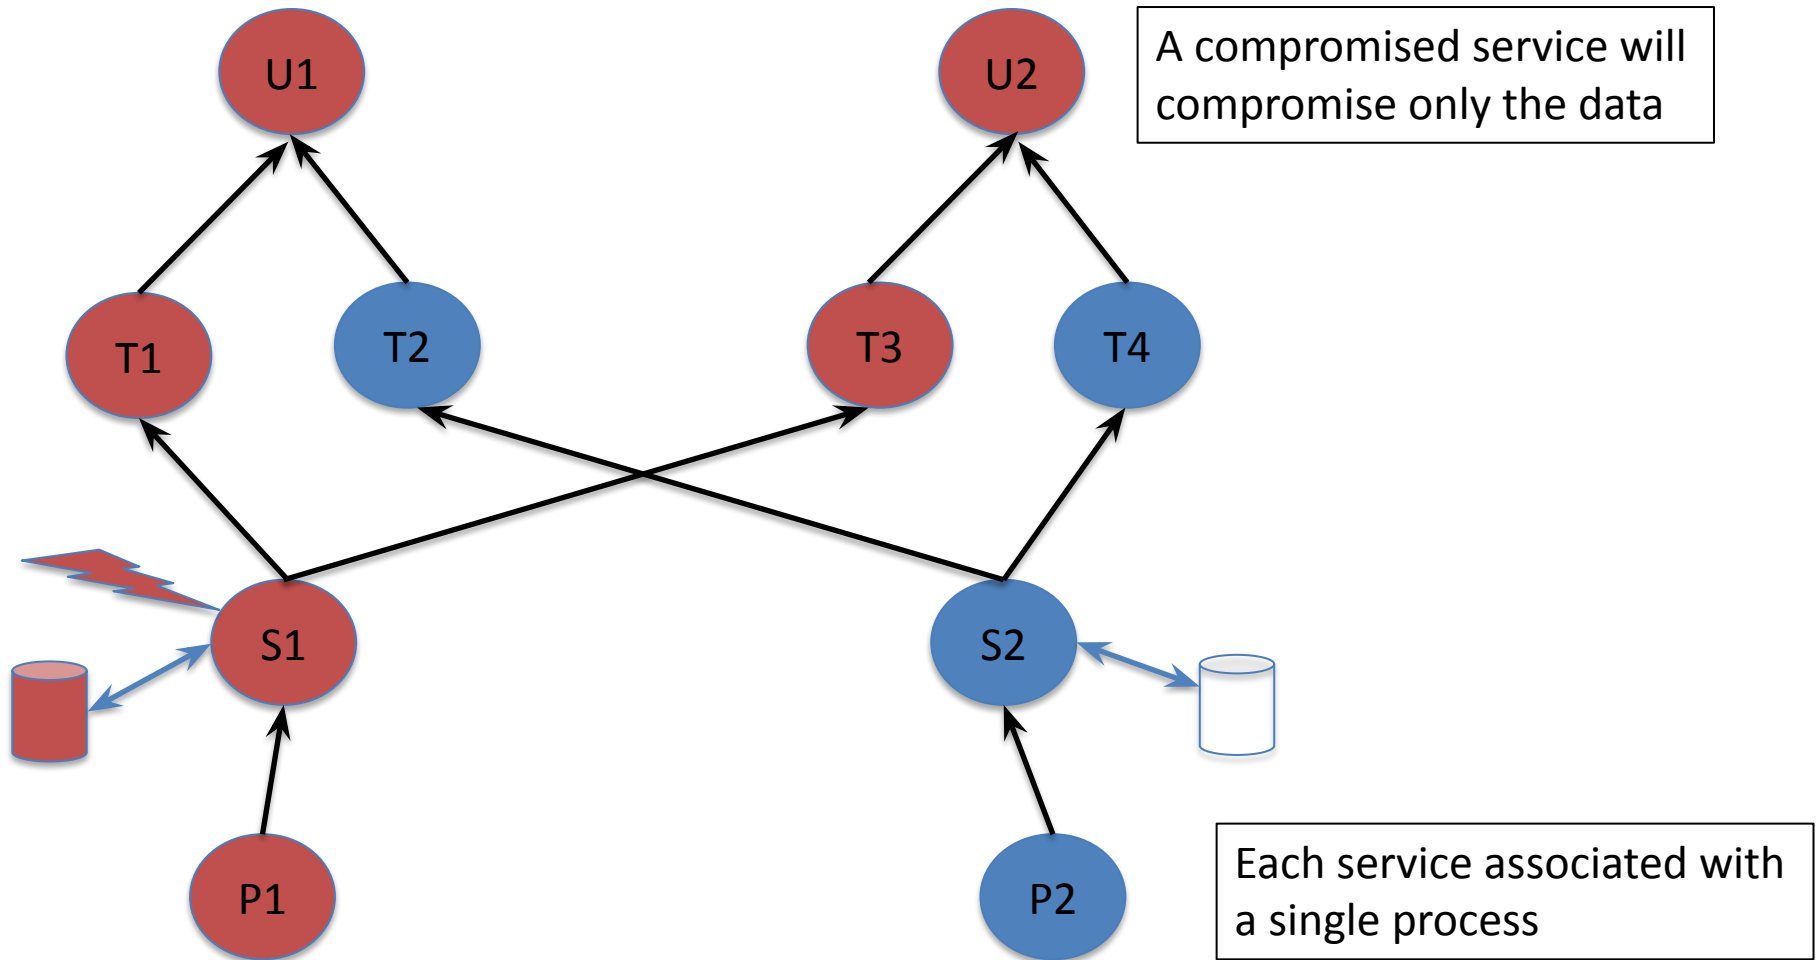 U1
U2
A compromised service will
compromise only the data
T1
T2
T3
T4
S1
S2
P1
P2
Each service associated with
a single process